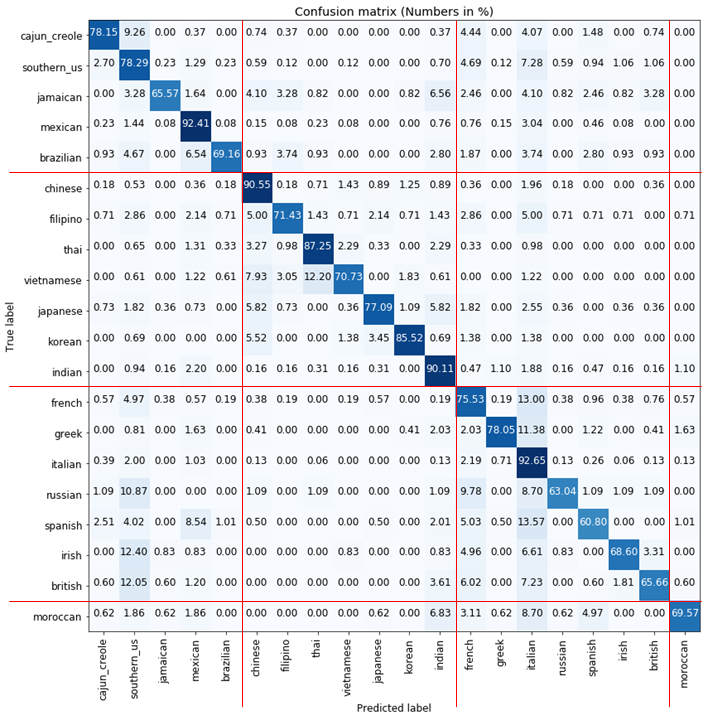 Confusion matrix (Numbers in %)
cajun_creole 78.15 9.26 0.00 0.37 0.00 0.74 0.37 0.00 0.00 0.00 0.00 0.37 4.44 0.00 4.07 0.00 1.48 0.00 0.74 0.00
southern_us 2.70 78.29 0.23 1.29 0.23 0.59 0.12 0.00 0.12 0.00 0.00 0.70 4.69 0.12 7.28 0.59 0.94 1.06 1.06 0.00
jamaican 0.00 3.28 65.57 1.64 0.00 4.10 3.28 0.82 0.00 0.00 0.82 6.56 2.46 0.00 4.10 0.82 2.46 0.82 3.28 0.00
mexican 0.23 1.44 0.08 92.41 0.08 0.15 0.08 0.23 0.08 0.00 0.00 0.76 0.76 0.15 3.04 0.00 0.46 0.08 0.00 0.00
brazilian 0.93 4.67 0.00 6.54 69.16 0.93 3.74 0.93 0.00 0.00 0.00 2.80 1.87 0.00 3.74 0.00 2.80 0.93 0.93 0.00
chinese 0.18 0.53 0.00 0.36 0.18 90.55 0.18 0.71 1.43 0.89 1.25 0.89 0.36 0.00 1.96 0.18 0.00 0.00 0.36 0.00
filipino 0.71 2.86 0.00 2.14 0.71 5.00 71.43 1.43 0.71 2.14 0.71 1.43 2.86 0.00 5.00 0.71 0.71 0.71 0.00 0.71
thai 0.00 0.65 0.00 1.31 0.33 3.27 0.98 87.25 2.29 0.33 0.00 2.29 0.33 0.00 0.98 0.00 0.00 0.00 0.00 0.00
vietnamese 0.00 0.61 0.00 1.22 0.61 7.93 3.05 12.20 70.73 0.00 1.83 0.61 0.00 0.00 1.22 0.00 0.00 0.00 0.00 0.00
japanese 0.73 1.82 0.36 0.73 0.00 5.82 0.73 0.00 0.36 77.09 1.09 5.82 1.82 0.00 2.55 0.36 0.00 0.36 0.36 0.00
korean 0.00 0.69 0.00 0.00 0.00 5.52 0.00 0.00 1.38 3.45 85.52 0.69 1.38 0.00 1.38 0.00 0.00 0.00 0.00 0.00
indian 0.00 0.94 0.16 2.20 0.00 0.16 0.16 0.31 0.16 0.31 0.00 90.11 0.47 1.10 1.88 0.16 0.47 0.16 0.16 1.10
french 0.57 4.97 0.38 0.57 0.19 0.38 0.19 0.00 0.19 0.57 0.00 0.19 75.53 0.19 13.00 0.38 0.96 0.38 0.76 0.57
greek 0.00 0.81 0.00 1.63 0.00 0.41 0.00 0.00 0.00 0.00 0.41 2.03 2.03 78.05 11.38 0.00 1.22 0.00 0.41 1.63
italian 0.39 2.00 0.00 1.03 0.00 0.13 0.00 0.06 0.00 0.00 0.00 0.13 2.19 0.71 92.65 0.13 0.26 0.06 0.13 0.13
russian 1.09 10.87 0.00 0.00 0.00 1.09 0.00 1.09 0.00 0.00 0.00 1.09 9.78 0.00 8.70 63.04 1.09 1.09 1.09 0.00
spanish 2.51 4.02 0.00 8.54 1.01 0.50 0.00 0.00 0.00 0.50 0.00 2.01 5.03 0.50 13.57 0.00 60.80 0.00 0.00 1.01
irish 0.00 12.40 0.83 0.83 0.00 0.00 0.00 0.00 0.83 0.00 0.00 0.83 4.96 0.00 6.61 0.83 0.00 68.60 3.31 0.00
british 0.60 12.05 0.60 1.20 0.00 0.00 0.00 0.00 0.00 0.00 0.00 3.61 6.02 0.00 7.23 0.00 0.60 1.81 65.66 0.60
moroccan 0.62 1.86 0.62 1.86 0.00 0.00 0.62 0.00 0.00 0.62 0.00 6.83 3.11 0.62 8.70 0.62 4.97 0.00 0.00 69.57
True label
cajun_creole southern_us jamaican mexican brazilian chinese filipino thai vietnamese japanese korean indian french greek italian russian spanish irish british moroccan
Predicted label